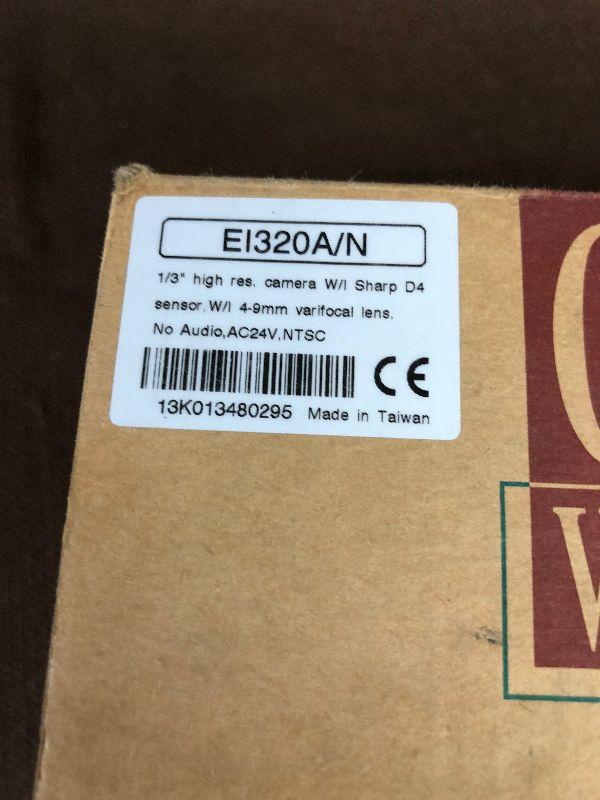 EI320A/N
1/3" high res. camera W/I Sharp D4
sensor, W/I 4-9mm varifocal lens,
No Audio,AC24V,NTSC
CE
13K013480295 Made in Taiwan
W